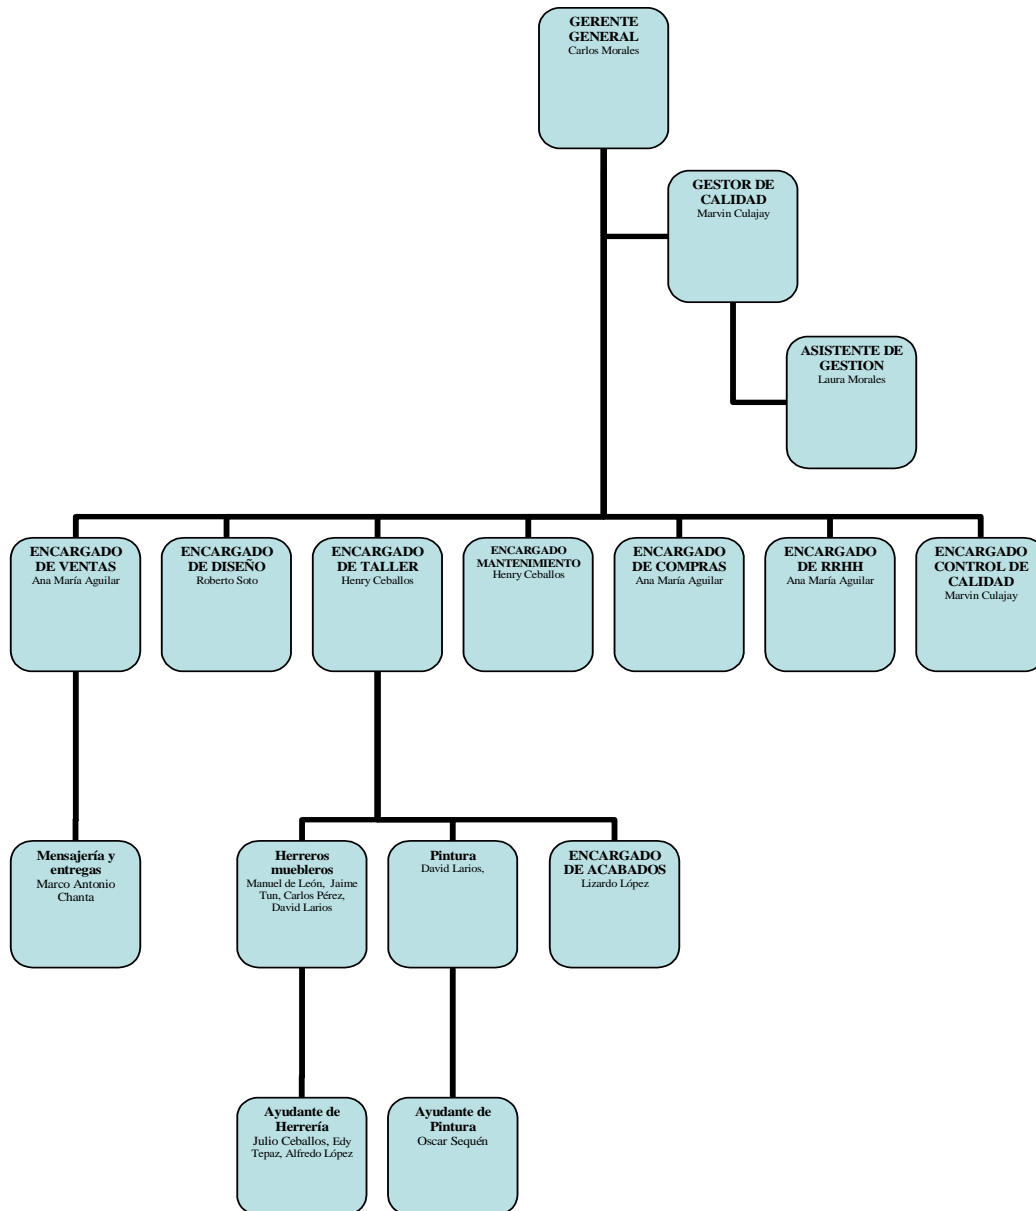 GERENTE
GENERAL
Carlos Morales
GESTOR DE
CALIDAD
Marvin Culajay
ASISTENTE DE
GESTION
Laura Morales
ENCARGADO
DE VENTAS
Ana María Aguilar
ENCARGADO
DE DISEÑO
Roberto Soto
ENCARGADO
DE TALLER
Henry Ceballos
ENCARGADO
MANTENIMIENTO
Henry Ceballos
ENCARGADO
DE COMPRAS
Ana María Aguilar
ENCARGADO
DE RRHH
Ana María Aguilar
ENCARGADO
CONTROL DE
CALIDAD
Marvin Culajay
Mensajería y
entregas
Marco Antonio
Chanta
Herreros
muebleros
Manuel de León, Jaime
Tun, Carlos Pérez,
David Larios
Pintura
David Larios,
ENCARGADO
DE ACABADOS
Lizardo López
Ayudante de
Herrería
Julio Ceballos, Edy
Tepaz, Alfredo López
Ayudante de
Pintura
Oscar Sequén